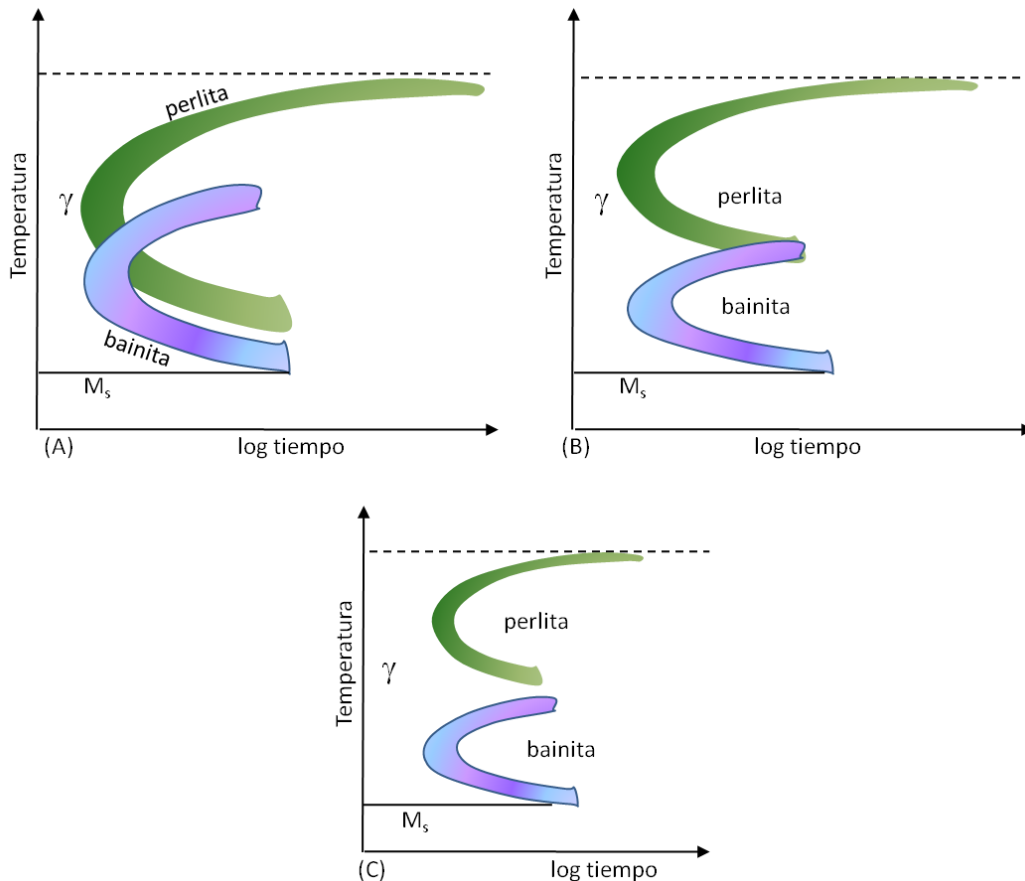 perlita
γ
Temperatura
bainita
Ms
(A)
log tiempo
γ
perlita
Temperatura
bainita
Ms
(B)
log tiempo
perlita
γ
Temperatura
bainita
Ms
(C)
log tiempo